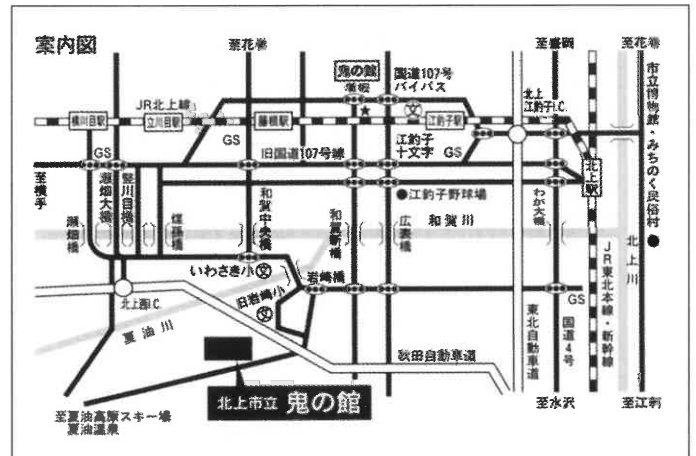 案内図
至花巻
至盛岡
至花巻
鬼の館
看板
国道107号
バイパス
北上
江釣子I.C.
市立博物館・みちのく民俗村
JR北上線
横川目駅
立川目駅
藤根駅
江釣子駅
文
GS
江釣子
十文字
GS
GS
旧国道107号線
北上駅
至横手
瀬畑大橋
竪川目橋
江釣子野球場
瀬畑橋
煤孫橋
和賀中央橋
和賀新橋
広表橋
和賀川
わが大橋
北上川
いわさき小
文
岩崎橋
旧岩崎小
文
北上西I.C.
夏油川
GS
JR東北本線・新幹線
東北自動車道
国道4号
秋田自動車道
北上市立 鬼の館
至夏油高原スキー場
夏油温泉
至水沢
至江刺